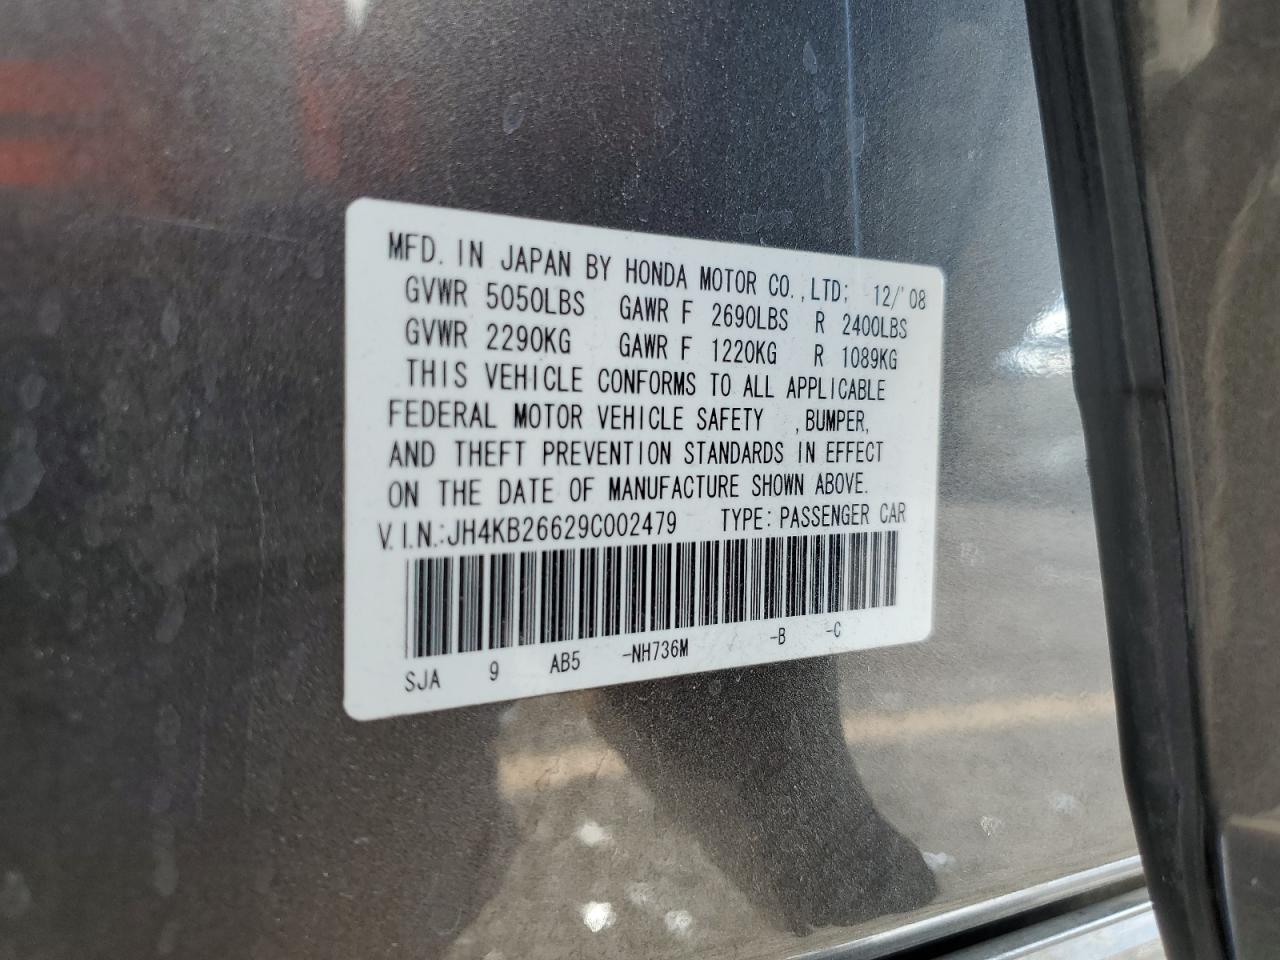 MFD. IN JAPAN BY HONDA MOTOR CO.,LTD; 12/'08
GVWR 5050LBS GAWR F 2690LBS R 2400LBS
GVWR 2290KG GAWR F 1220KG R 1089KG
THIS VEHICLE CONFORMS TO ALL APPLICABLE
FEDERAL MOTOR VEHICLE SAFETY ,BUMPER,
AND THEFT PREVENTION STANDARDS IN EFFECT
ON THE DATE OF MANUFACTURE SHOWN ABOVE.
V.I.N.:JH4KB26629C002479 TYPE: PASSENGER CAR
SJA 9 AB5 -NH736M -B -C